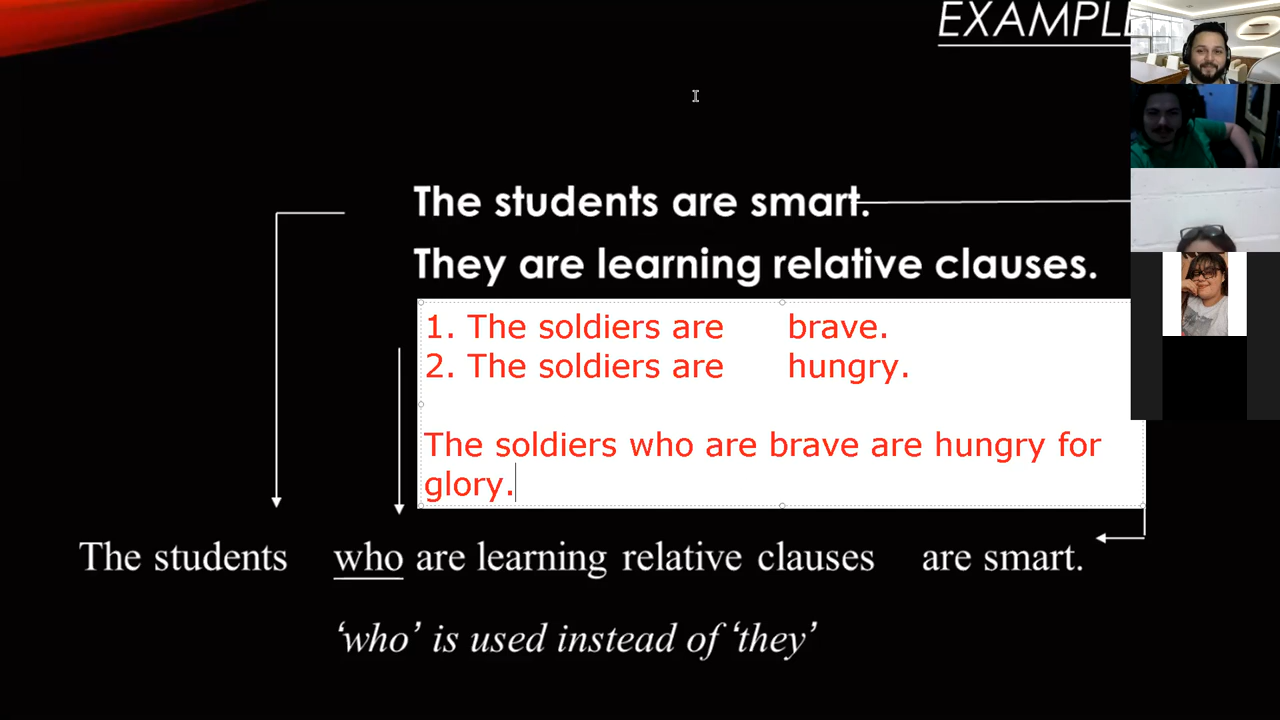 EXAMPLE
The students are smart.
They are learning relative clauses.
1. The soldiers are brave.
2. The soldiers are hungry.
The soldiers who are brave are hungry for
glory.
The students who are learning relative clauses are smart.
‘who’ is used instead of ‘they’